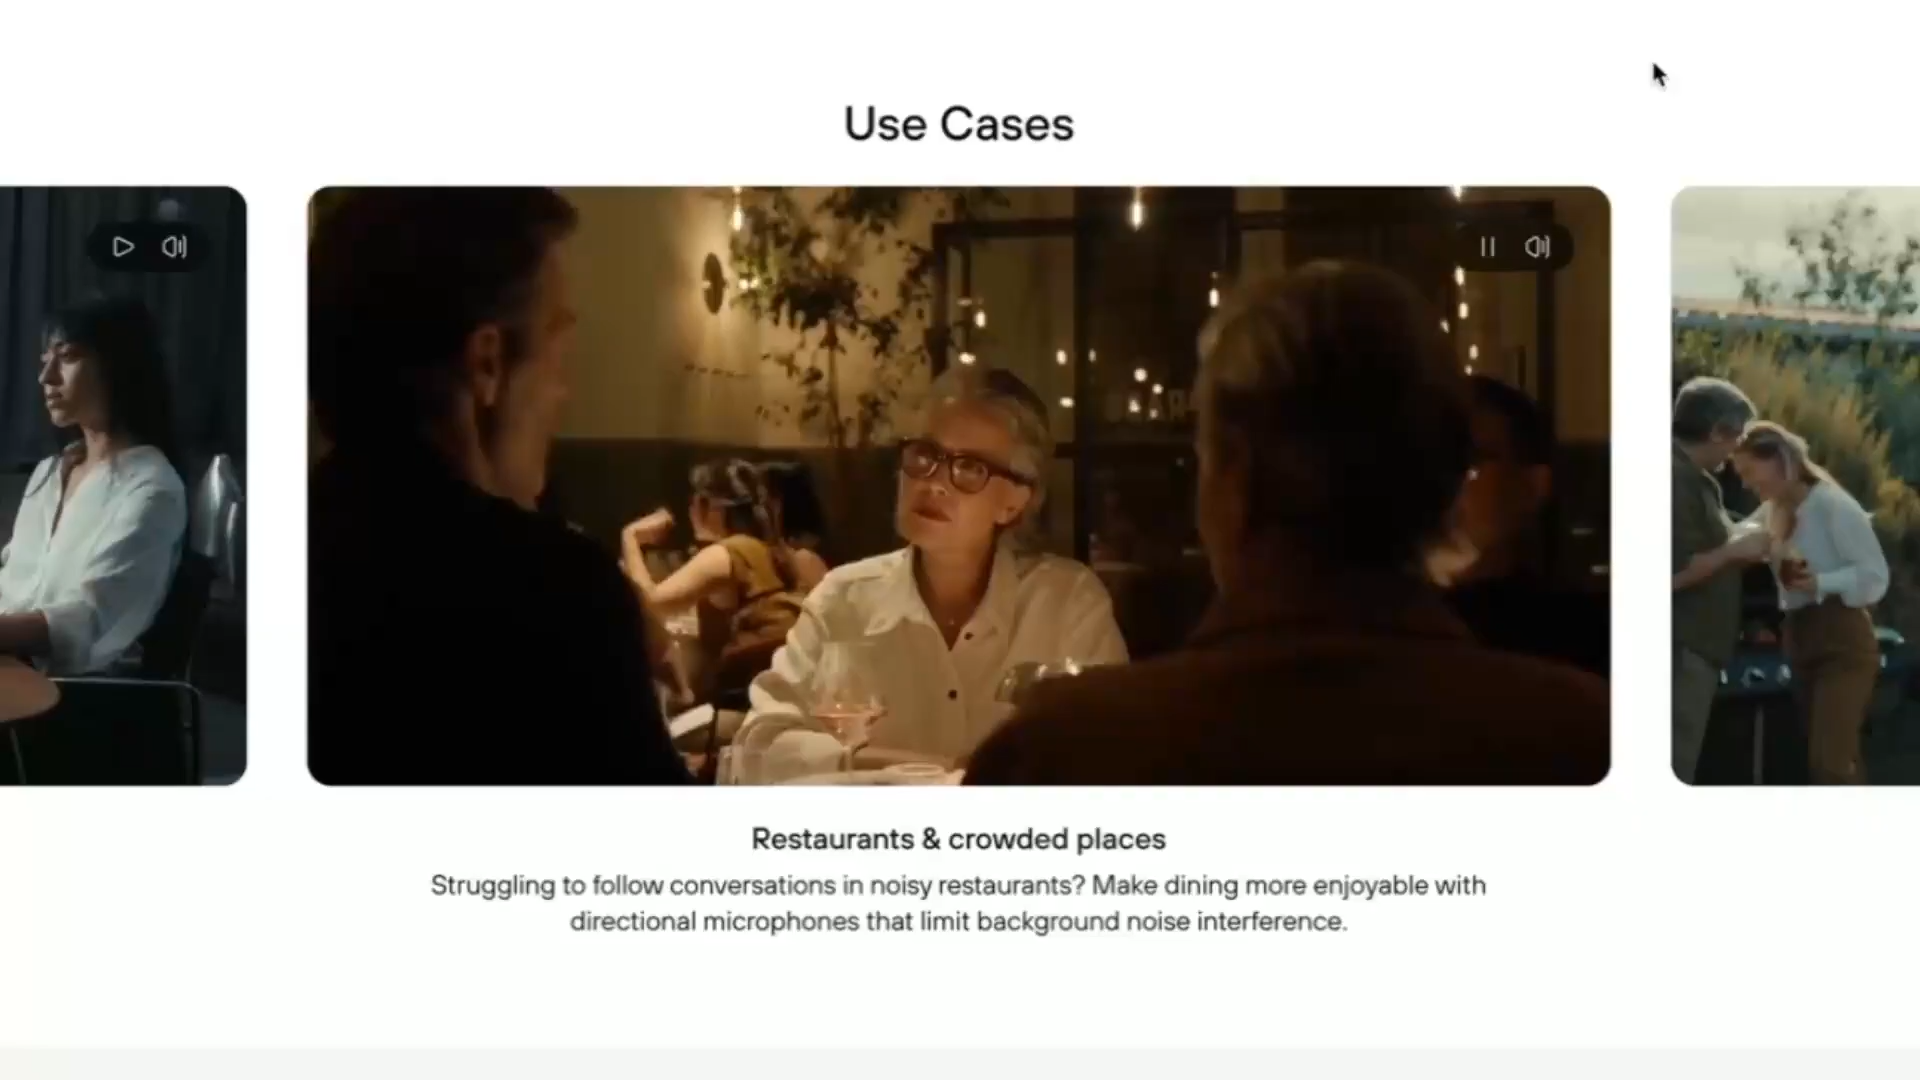 Use Cases
Restaurants & crowded places
Struggling to follow conversations in noisy restaurants? Make dining more enjoyable with
directional microphones that limit background noise interference.